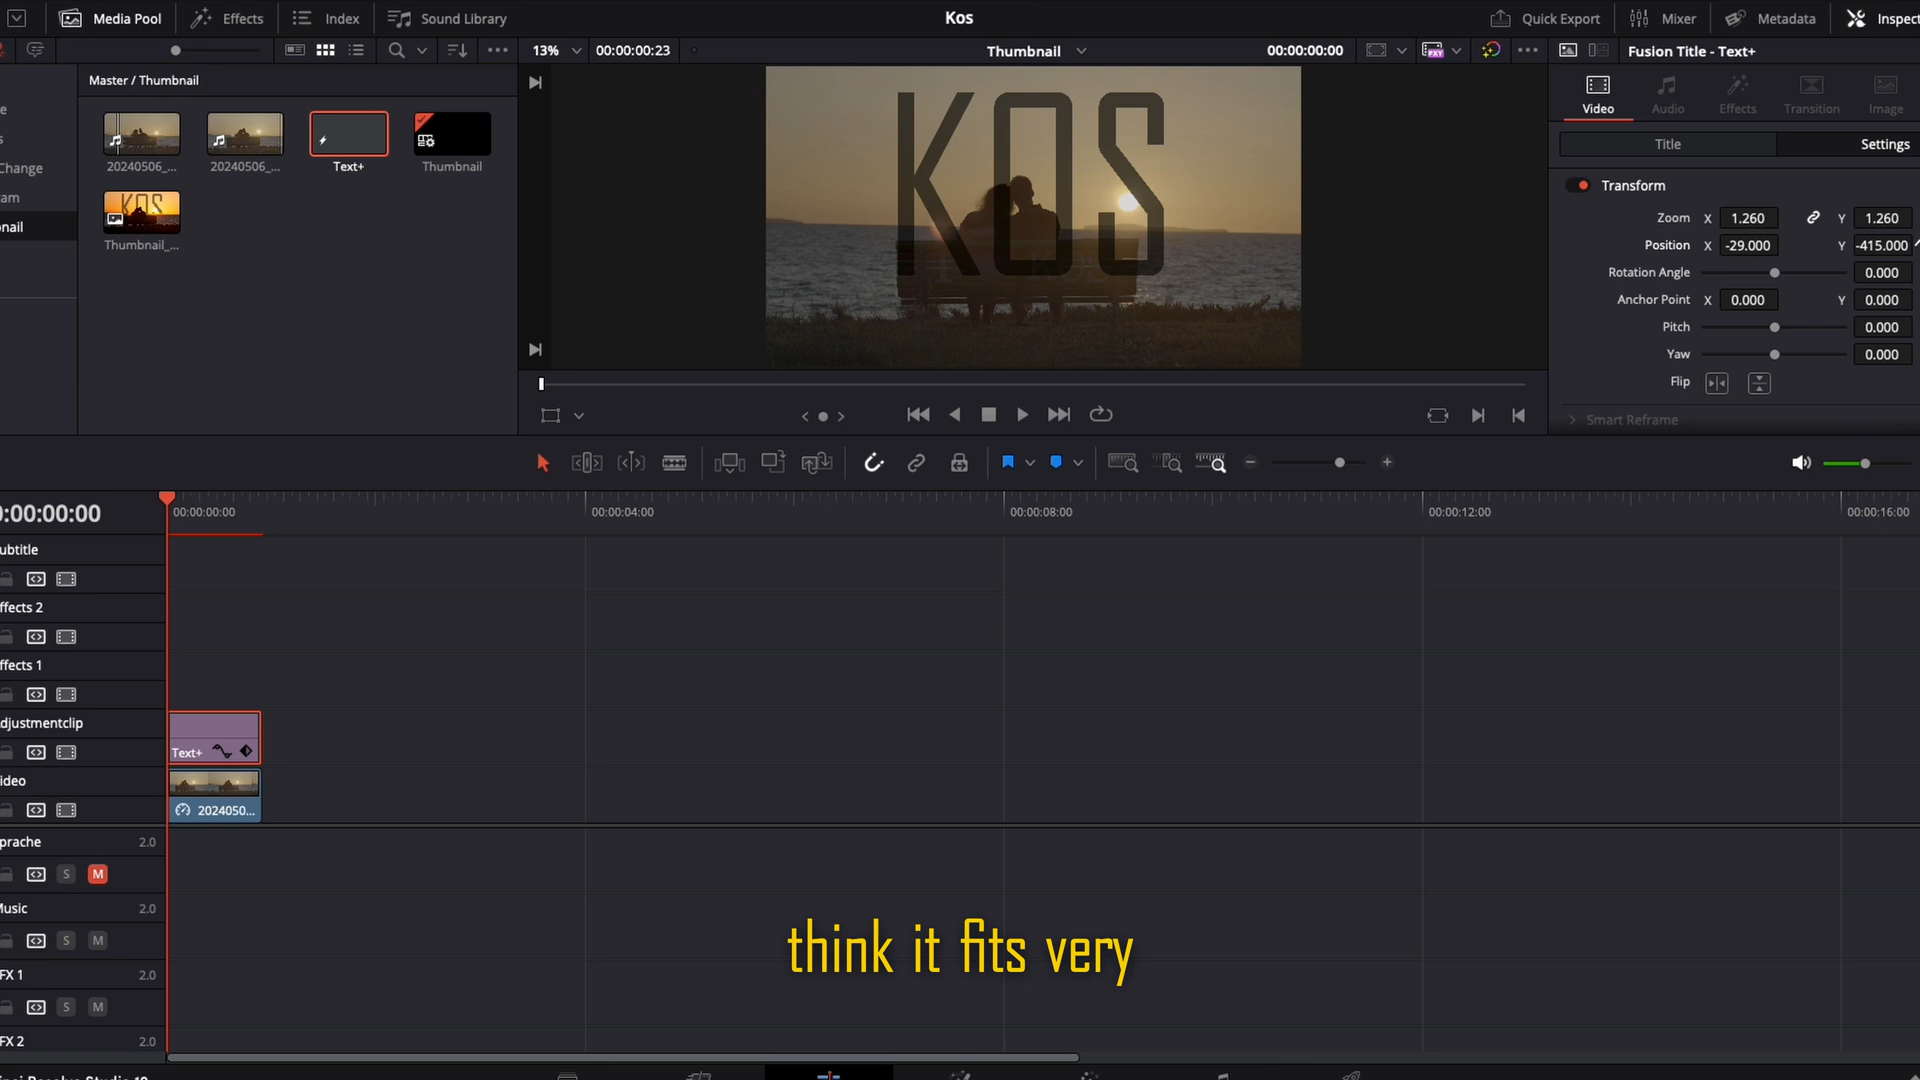 Media Pool
Effects
Index
Sound Library
Kos
Quick Export
Mixer
Metadata
Inspect
13%
00:00:00:23
Thumbnail
00:00:00:00
PXY
Fusion Title - Text+
Master / Thumbnail
Video
Audio
Effects
Transition
Image
20240506_...
20240506_...
Text+
Thumbnail
KOS
Thumbnail_...
e
s
Change
am
nail
KOS
Title
Settings
Transform
Zoom X 1.260 Y 1.260
Position X -29.000 Y -415.000
Rotation Angle 0.000
Anchor Point X 0.000 Y 0.000
Pitch 0.000
Yaw 0.000
Flip
Smart Reframe
0:00:00:00
00:00:00:00
00:00:04:00
00:00:08:00
00:00:12:00
00:00:16:00
ubtitle
ffects 2
ffects 1
djustmentclip
Text+
ideo
2024050...
prache 2.0
S M
Music 2.0
S M
FX 1 2.0
S M
FX 2 2.0
think it fits very